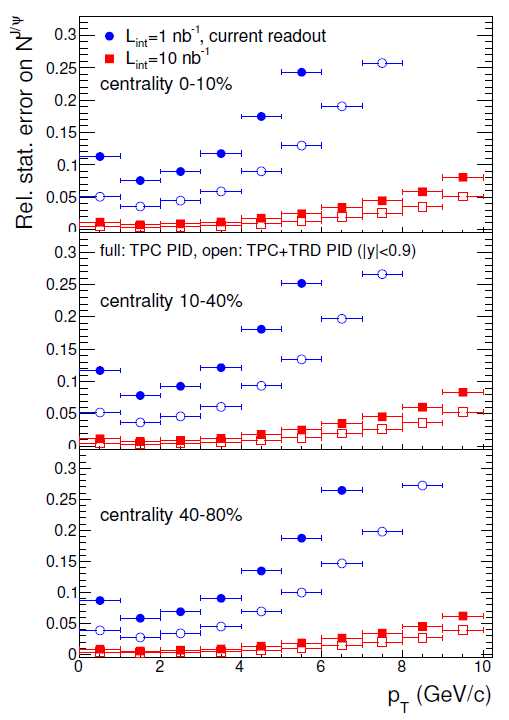 Rel. stat. error on N^J/ψ
L_int=1 nb^-1, current readout
L_int=10 nb^-1
centrality 0-10%
0.3
0.25
0.2
0.15
0.1
0.05
0
full: TPC PID, open: TPC+TRD PID (|y|<0.9)
centrality 10-40%
0.3
0.25
0.2
0.15
0.1
0.05
0
centrality 40-80%
0.3
0.25
0.2
0.15
0.1
0.05
0
0 2 4 6 8 10
p_T (GeV/c)